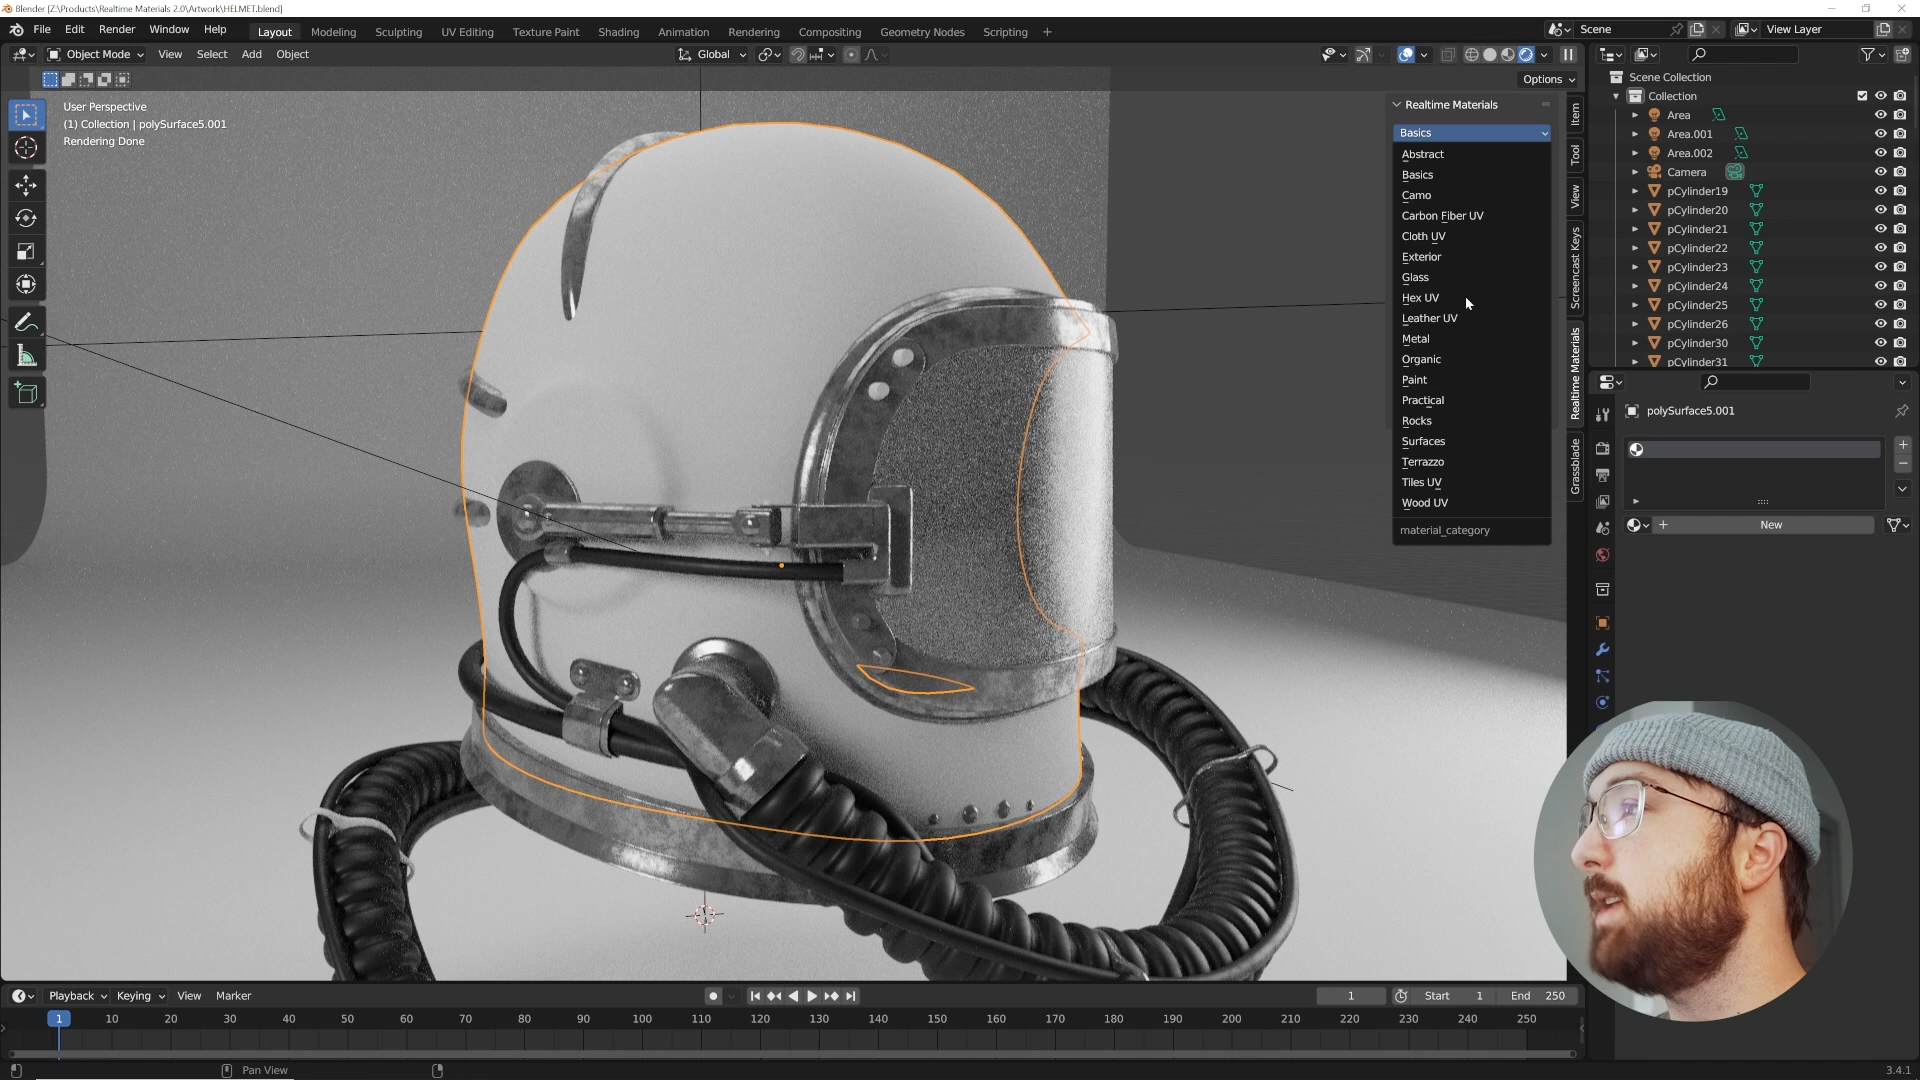 Blender [Z:\Products\Realtime Materials 2.0\Artwork\HELMET.blend]
File Edit Render Window Help
Layout Modeling Sculpting UV Editing Texture Paint Shading Animation Rendering Compositing Geometry Nodes Scripting +
Scene
View Layer
Object Mode View Select Add Object
Global
Options
User Perspective
(1) Collection | polySurface5.001
Rendering Done
Realtime Materials
Basics
Abstract
Basics
Camo
Carbon Fiber UV
Cloth UV
Exterior
Glass
Hex UV
Leather UV
Metal
Organic
Paint
Practical
Rocks
Surfaces
Terrazzo
Tiles UV
Wood UV
material_category
Item
Tool
View
Screencast Keys
Realtime Materials
Grassblade
Scene Collection
Collection
Area
Area.001
Area.002
Camera
pCylinder19
pCylinder20
pCylinder21
pCylinder22
pCylinder23
pCylinder24
pCylinder25
pCylinder26
pCylinder30
pCylinder31
polySurface5.001
New
Playback Keying View Marker
1
Start 1
End 250
1 10 20 30 40 50 60 70 80 90 100 110 120 130 140 150 160 170 180 190 200 210 220 230 240 250
Pan View
3.4.1